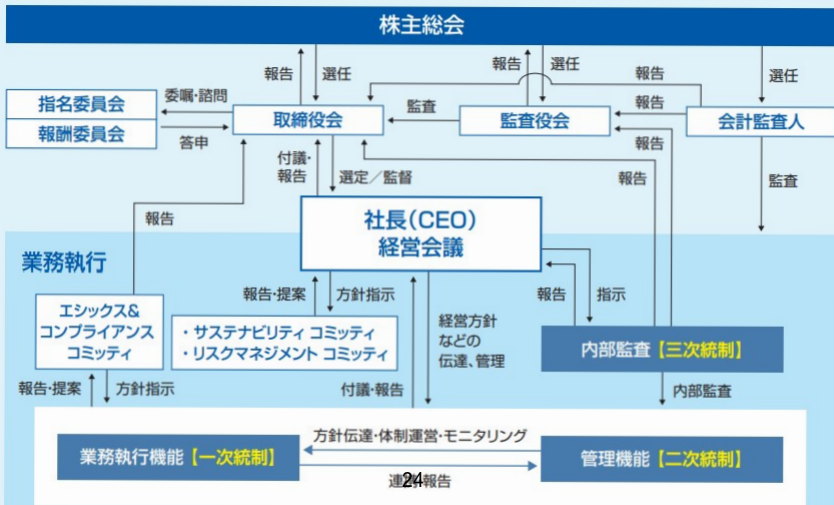 株主総会
報告
選任
報告
選任
報告
選任
指名委員会
報酬委員会
委嘱・諮問
答申
取締役会
監査
監査役会
報告
報告
会計監査人
付議・
報告
選定／監督
報告
監査
報告
社長(CEO)
経営会議
業務執行
報告・提案
方針指示
経営方針
などの
伝達、管理
報告
指示
エシックス&
コンプライアンス
コミッティ
・サステナビリティ コミッティ
・リスクマネジメント コミッティ
内部監査【三次統制】
報告・提案
方針指示
付議・報告
内部監査
方針伝達・体制運営・モニタリング
業務執行機能【一次統制】
管理機能【二次統制】
報告
24